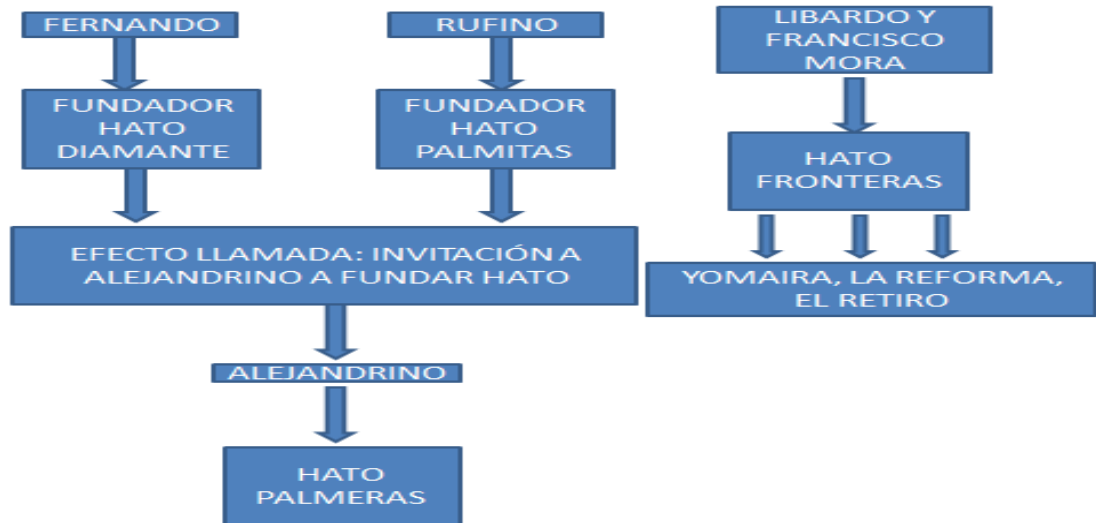 FERNANDO
RUFINO
LIBARDO Y
FRANCISCO
MORA
FUNDADOR
HATO
DIAMANTE
FUNDADOR
HATO
PALMITAS
HATO
FRONTERAS
EFECTO LLAMADA: INVITACIÓN A
ALEJANDRINO A FUNDAR HATO
YOMAIRA, LA REFORMA,
EL RETIRO
ALEJANDRINO
HATO
PALMERAS